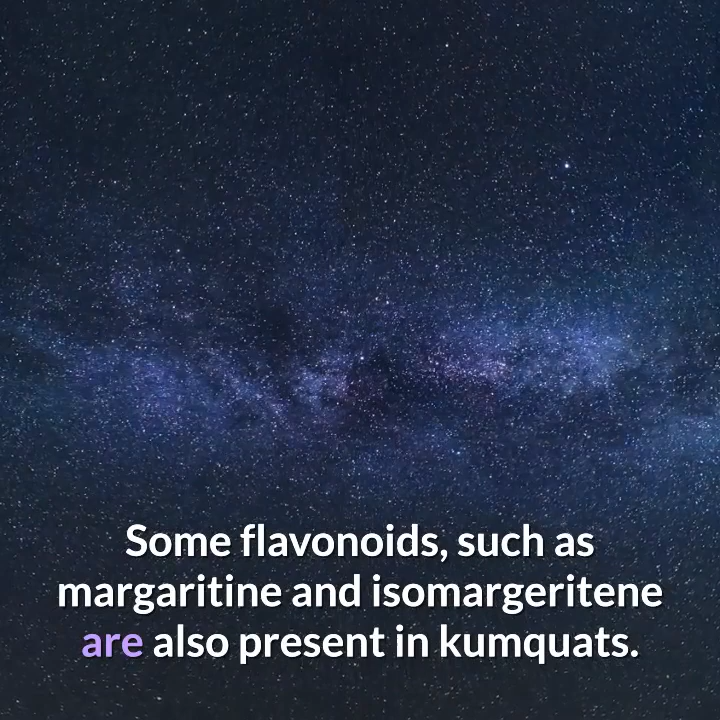 Some flavonoids, such as
margaritine and isomargeritene
are also present in kumquats.